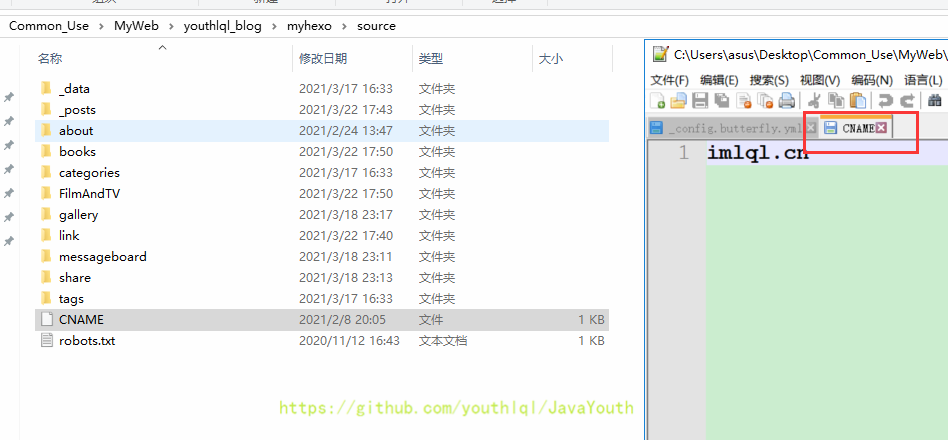 Common_Use › MyWeb › youthlql_blog › myhexo › source
名称 修改日期 类型 大小
_data 2021/3/17 16:33 文件夹
_posts 2021/3/22 17:43 文件夹
about 2021/2/24 13:47 文件夹
books 2021/3/22 17:50 文件夹
categories 2021/3/17 16:33 文件夹
FilmAndTV 2021/3/22 17:50 文件夹
gallery 2021/3/18 23:17 文件夹
link 2021/3/22 17:40 文件夹
messageboard 2021/3/18 23:11 文件夹
share 2021/3/18 23:13 文件夹
tags 2021/3/17 16:33 文件夹
CNAME 2021/2/8 20:05 文件 1 KB
robots.txt 2020/11/12 16:43 文本文档 1 KB
C:\Users\asus\Desktop\Common_Use\MyWeb\
文件(F) 编辑(E) 搜索(S) 视图(V) 编码(N) 语言(L)
_config.butterfly.yml CNAME
1 imlql.cn
https://github.com/youthlql/JavaYouth